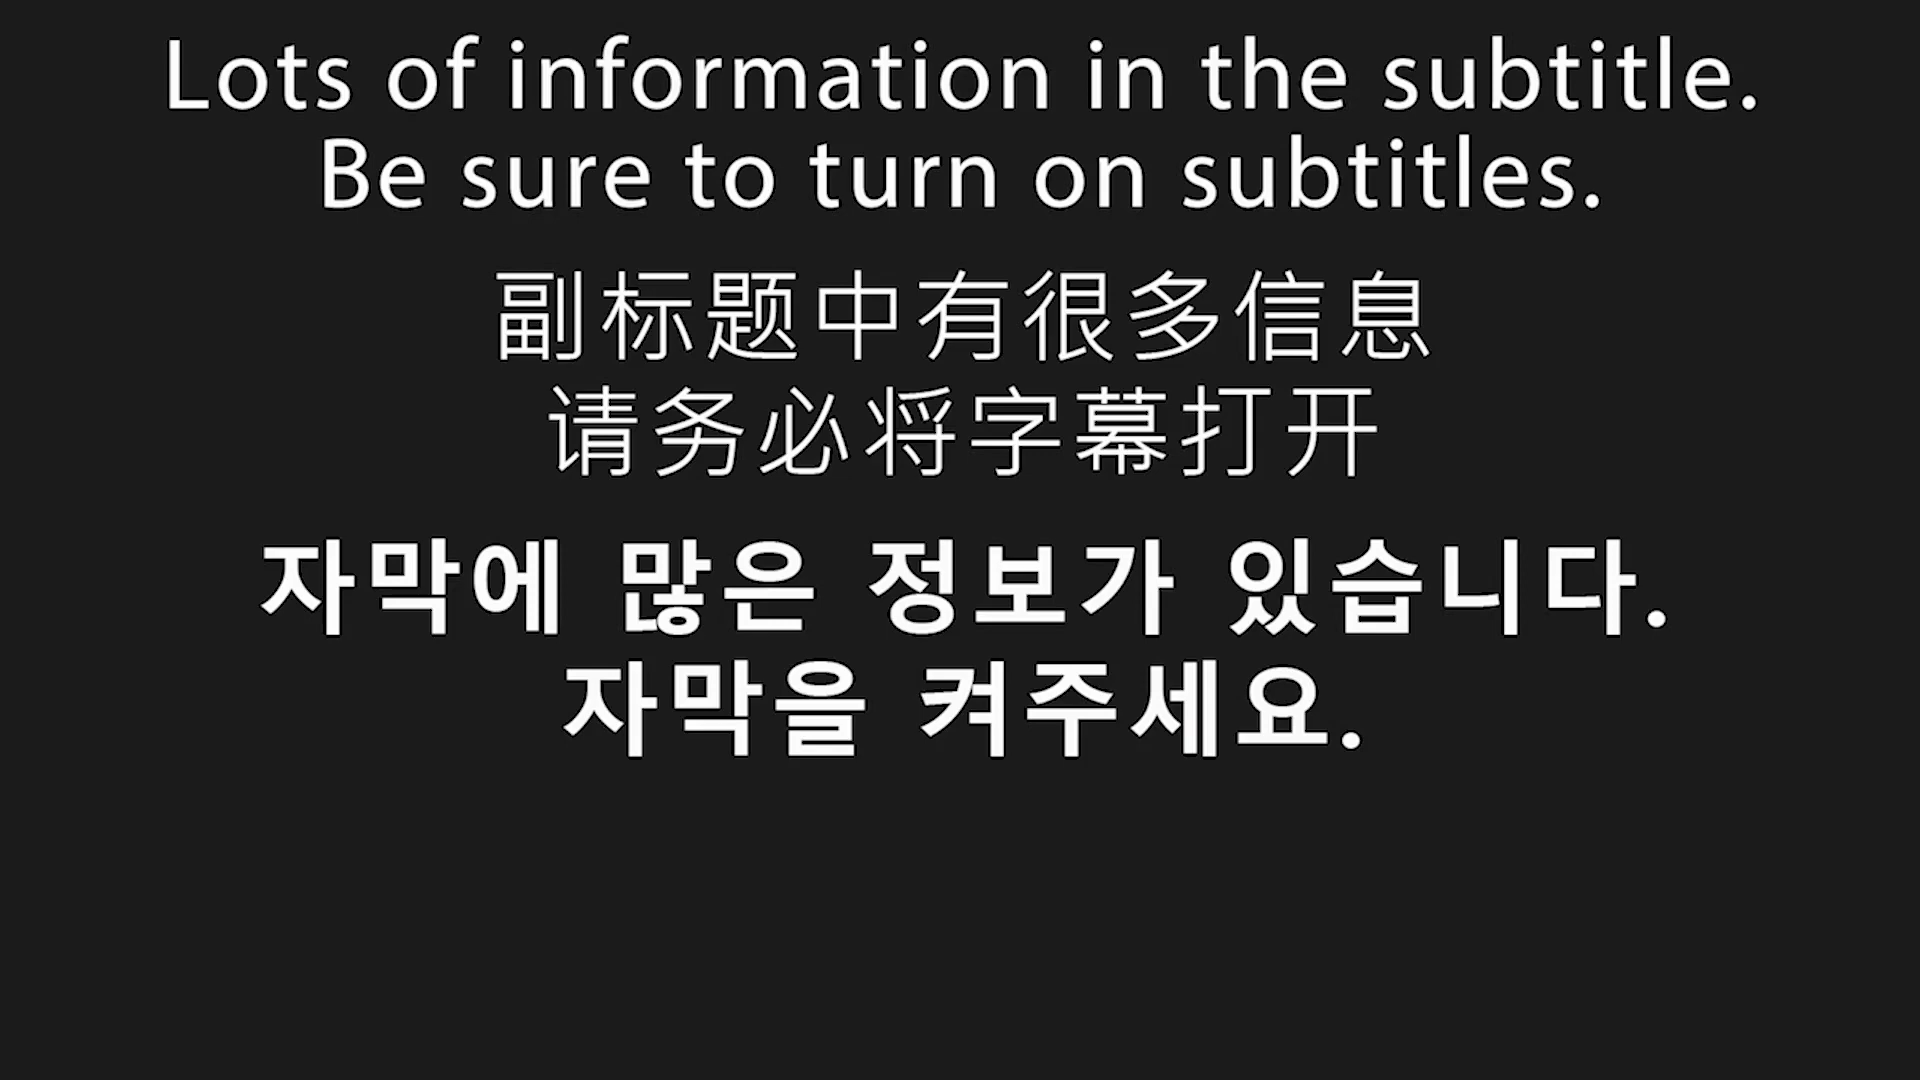 Lots of information in the subtitle.
Be sure to turn on subtitles.
副标题中有很多信息
请务必将字幕打开
자막에 많은 정보가 있습니다.
자막을 켜주세요.